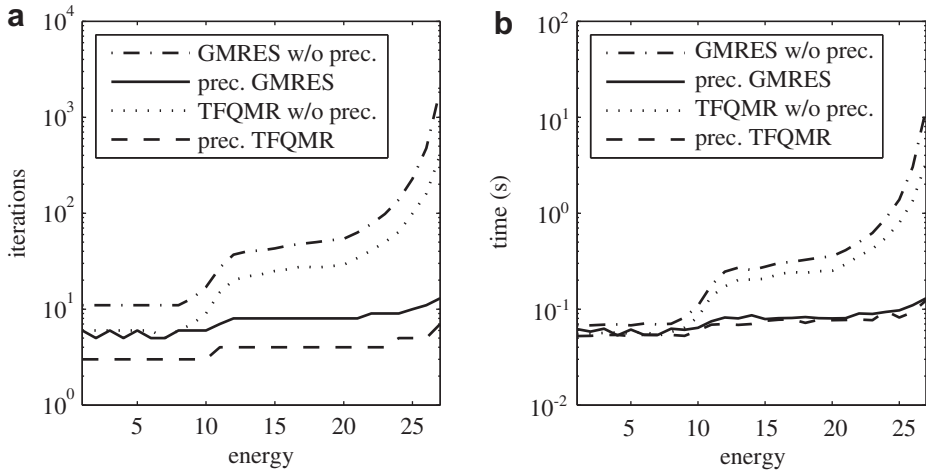 a
10^4
10^3
10^2
10^1
10^0
iterations
GMRES w/o prec.
prec. GMRES
TFQMR w/o prec.
prec. TFQMR
5 10 15 20 25
energy
b
10^2
10^1
10^0
10^-1
10^-2
time (s)
GMRES w/o prec.
prec. GMRES
TFQMR w/o prec.
prec. TFQMR
5 10 15 20 25
energy